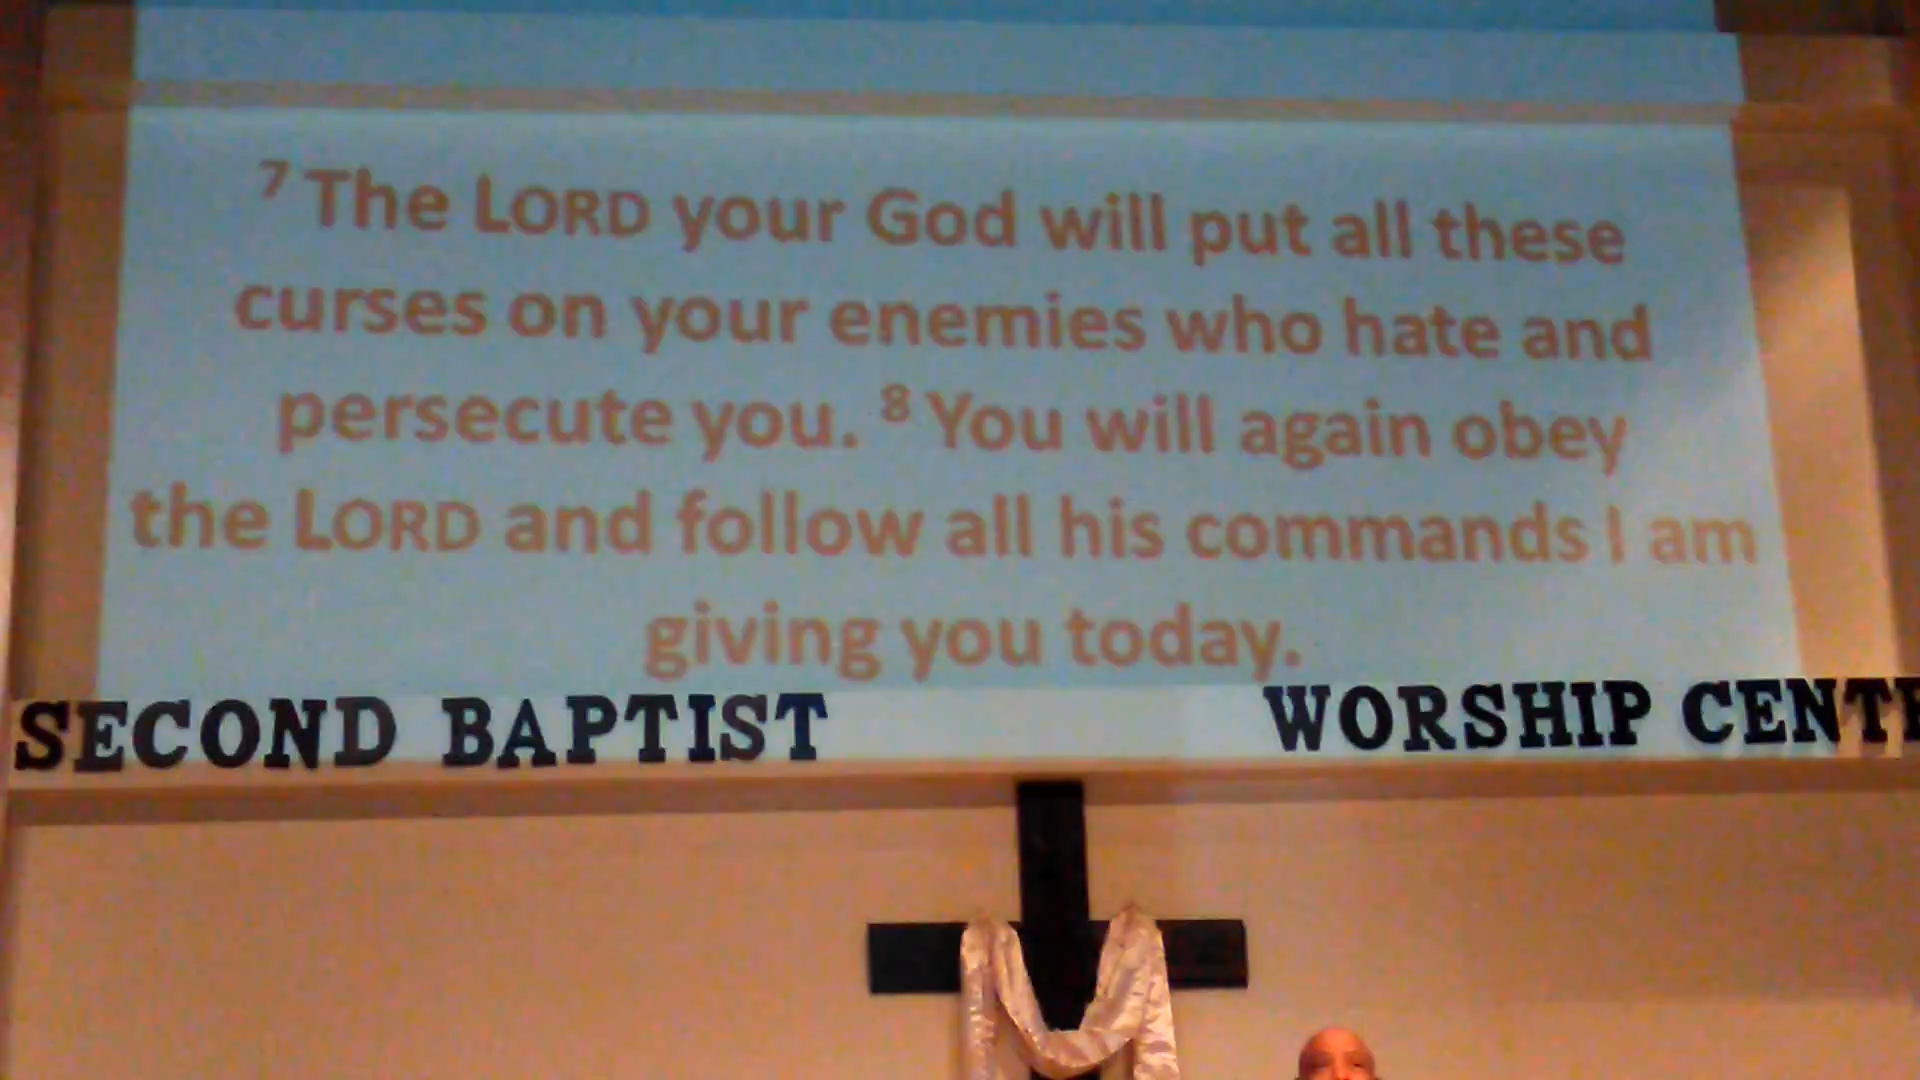 ⁷ The LORD your God will put all these
curses on your enemies who hate and
persecute you. ⁸ You will again obey
the LORD and follow all his commands I am
giving you today.
SECOND BAPTIST WORSHIP CENTE